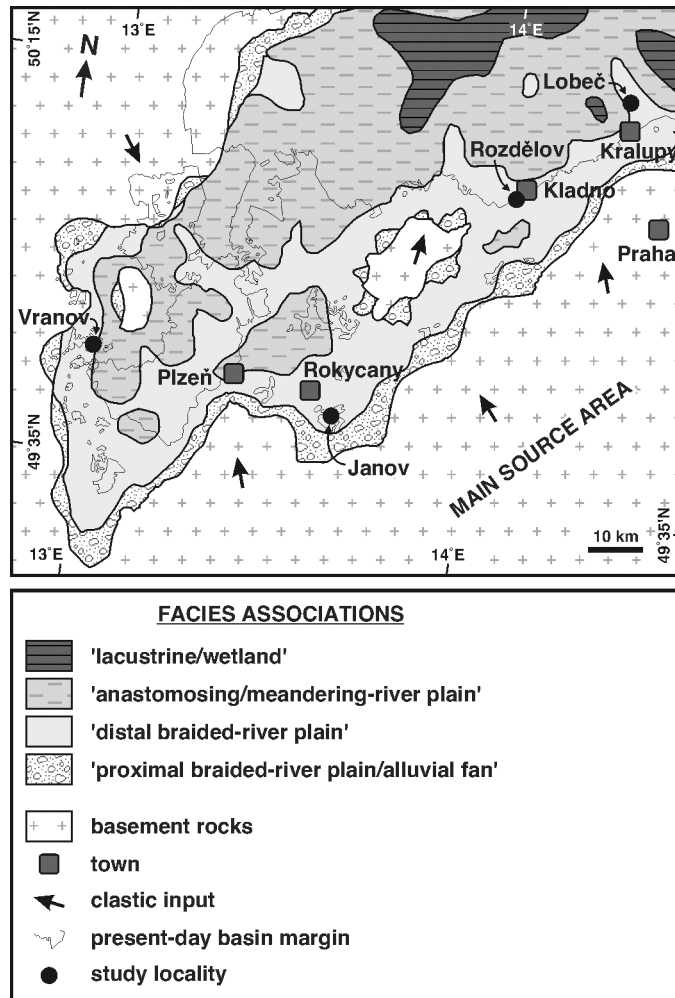 13°E
14°E
50°15'N
N
Lobeč
Kralupy
Rozdělov
Kladno
Praha
Vranov
Plzeň
Rokycany
Janov
MAIN SOURCE AREA
49°35'
10 km
49°35'N
13°E
14°E
FACIES ASSOCIATIONS
'lacustrine/wetland'
'anastomosing/meandering-river plain'
'distal braided-river plain'
'proximal braided-river plain/alluvial fan'
basement rocks
town
clastic input
present-day basin margin
study locality